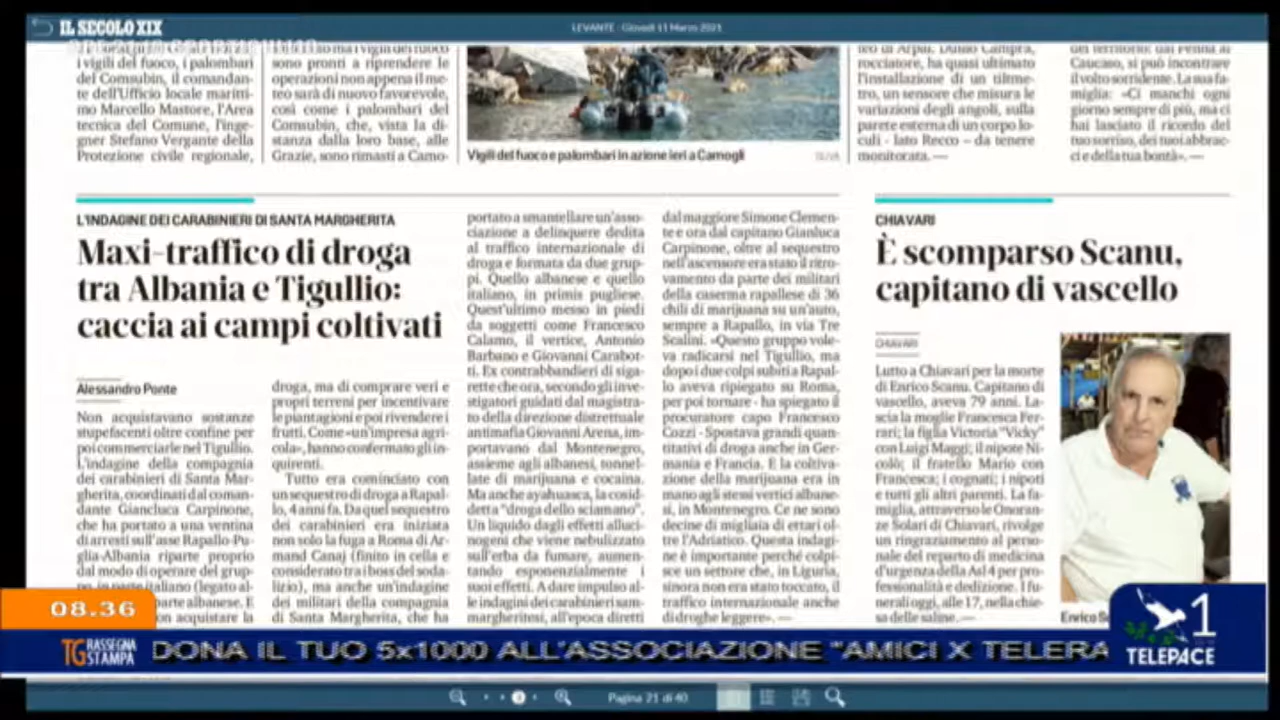 IL SECOLO XIX
LEVANTE - Giovedì 11 Marzo 2021
i vigili del fuoco, i palombari
del Comsubin, il comandan-
te dell'Ufficio locale maritti-
mo Marcello Mastore, l'Area
tecnica del Comune, l'inge-
gner Stefano Vergante della
Protezione civile regionale,
sono pronti a riprendere le
operazioni non appena il me-
teo sarà di nuovo favorevole,
così come i palombari del
Comsubin, che, vista la di-
stanza dalla loro base, alle
Grazie, sono rimasti a Camo-
Vigili del fuoco e palombari in azione ieri a Camogli
teo di Arpal. Danilo Campra,
rocciatore, ha quasi ultimato
l'installazione di un tiltme-
tro, un sensore che misura le
variazioni degli angoli, sulla
parete esterna di un corpo lo-
culi - lato Recco – da tenere
monitorata. —
del territorio: dal Penna al
Caucaso, si può incontrare
il volto sorridente. La sua fa-
miglia: «Ci manchi ogni
giorno sempre di più, ma ci
hai lasciato il ricordo del
tuo sorriso, dei tuoi abbrac-
ci e della tua bontà». —
L'INDAGINE DEI CARABINIERI DI SANTA MARGHERITA
Maxi-traffico di droga
tra Albania e Tigullio:
caccia ai campi coltivati
Alessandro Ponte
Non acquistavano sostanze
stupefacenti oltre confine per
poi commerciarle nel Tigullio.
L'indagine della compagnia
dei carabinieri di Santa Mar-
gherita, coordinati dal coman-
dante Gianluca Carpinone,
che ha portato a una ventina
di arresti sull'asse Rapallo-Pu-
glia-Albania riparte proprio
dal modo di operare del grup-
po, in parte italiano (legato al-
parte albanese. E
non acquistare la
droga, ma di comprare veri e
propri terreni per incentivare
le piantagioni e poi rivendere i
frutti. Come «un'impresa agri-
cola», hanno confermato gli in-
quirenti.
Tutto era cominciato con
un sequestro di droga a Rapal-
lo, 4 anni fa. Da quel sequestro
dei carabinieri era iniziata
non solo la fuga a Roma di Ar-
mand Canaj (finito in cella e
considerato tra i boss del soda-
lizio), ma anche un'indagine
dei militari della compagnia
di Santa Margherita, che ha
portato a smantellare un'asso-
ciazione a delinquere dedita
al traffico internazionale di
droga e formata da due grup-
pi. Quello albanese e quello
italiano, in primis pugliese.
Quest'ultimo messo in piedi
da soggetti come Francesco
Calamo, il vertice, Antonio
Barbano e Giovanni Carabot-
ti. Ex contrabbandieri di siga-
rette che ora, secondo gli inve-
stigatori guidati dal magistra-
to della direzione distrettuale
antimafia Giovanni Arena, im-
portavano dal Montenegro,
assieme agli albanesi, tonnel-
late di marijuana e cocaina.
Ma anche ayahuasca, la cosid-
detta "droga dello sciamano".
Un liquido dagli effetti alluci-
nogeni che viene nebulizzato
sull'erba da fumare, aumen-
tando esponenzialmente i
suoi effetti. A dare impulso al-
le indagini dei carabinieri sam-
margheritesi, all'epoca diretti
dal maggiore Simone Clemen-
te e ora dal capitano Gianluca
Carpinone, oltre al sequestro
nell'ascensore era stato il ritro-
vamento da parte dei militari
della caserma rapallese di 36
chili di marijuana su un'auto,
sempre a Rapallo, in via Tre
Scalini. «Questo gruppo vole-
va radicarsi nel Tigullio, ma
dopo i due colpi subiti a Rapal-
lo aveva ripiegato su Roma,
per poi tornare - ha spiegato il
procuratore capo Francesco
Cozzi - Spostava grandi quan-
titativi di droga anche in Ger-
mania e Francia. E la coltiva-
zione della marijuana era in
mano agli stessi vertici albane-
si, in Montenegro. Ce ne sono
decine di migliaia di ettari ol-
tre l'Adriatico. Questa indagi-
ne è importante perché colpi-
sce un settore che, in Liguria,
sinora non era stato toccato, il
traffico internazionale anche
di droghe leggere». —
CHIAVARI
È scomparso Scanu,
capitano di vascello
CHIAVARI
Lutto a Chiavari per la morte
di Enrico Scanu. Capitano di
vascello, aveva 79 anni. La-
scia la moglie Francesca Fer-
rari; la figlia Victoria "Vicky"
con Luigi Maggi; il nipote Ni-
colò; il fratello Mario con
Francesca; i cognati; i nipoti
e tutti gli altri parenti. La fa-
miglia, attraverso le Onoran-
ze Solari di Chiavari, rivolge
un ringraziamento al perso-
nale del reparto di medicina
d'urgenza della Asl 4 per pro-
fessionalità e dedizione. I fu-
nerali oggi, alle 17, nella chie-
sa delle saline. —
Enrico S
08.36
TG RASSEGNA STAMPA
DONA IL TUO 5x1000 ALL'ASSOCIAZIONE "AMICI X TELERA
1
TELEPACE
Pagina 21 di 40